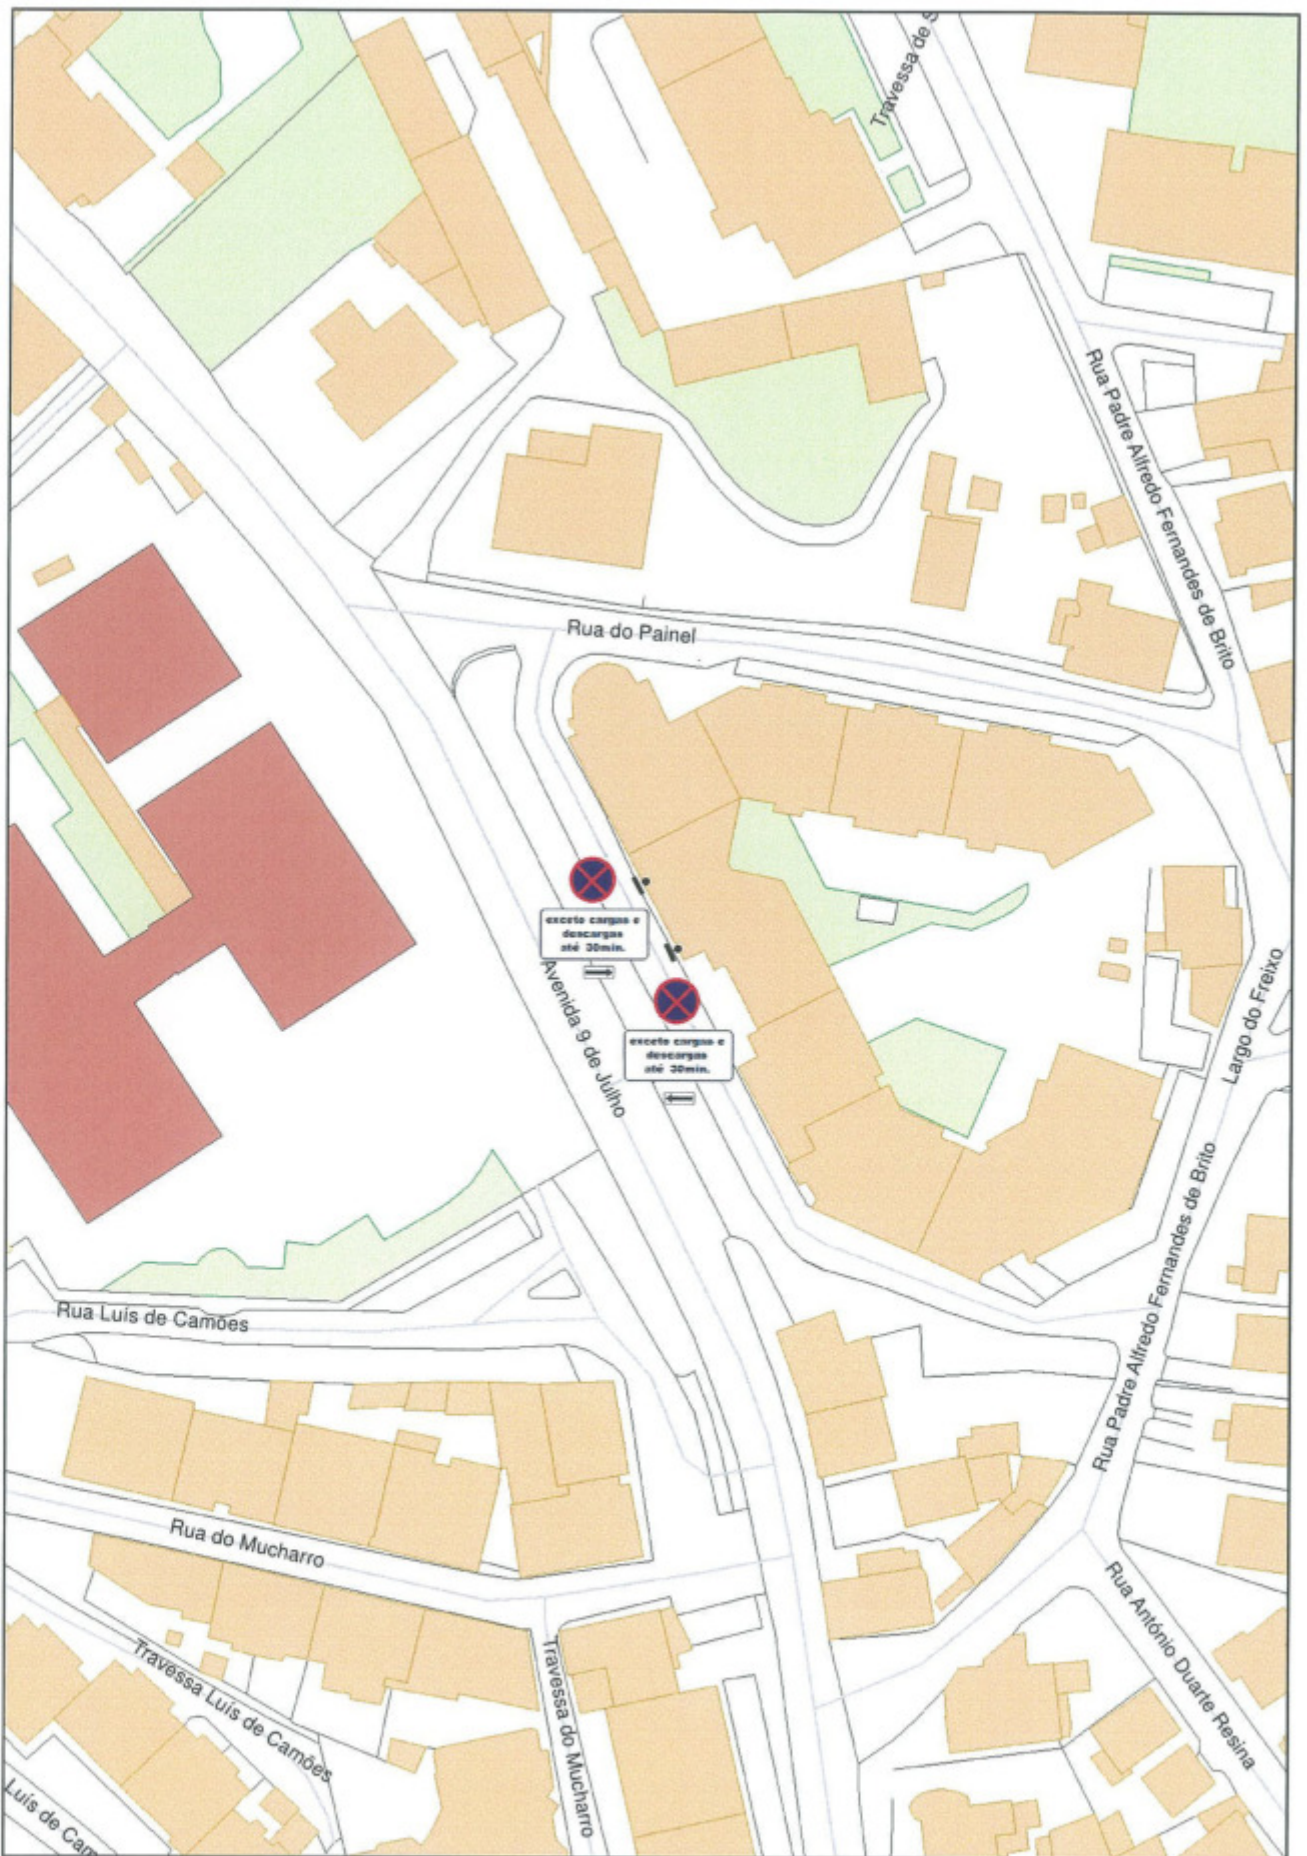 Travessa de S
Rua Padre Alfredo Fernandes de Brito
Rua do Painel
exceto cargas e
descargas
até 30min.
Avenida 9 de Julho
exceto cargas e
descargas
até 30min.
Largo do Freixo
Rua Padre Alfredo Fernandes de Brito
Rua Luís de Camões
Rua do Mucharro
Travessa Luís de Camões
Travessa do Mucharro
Rua António Duarte Resina
Luís de Cam